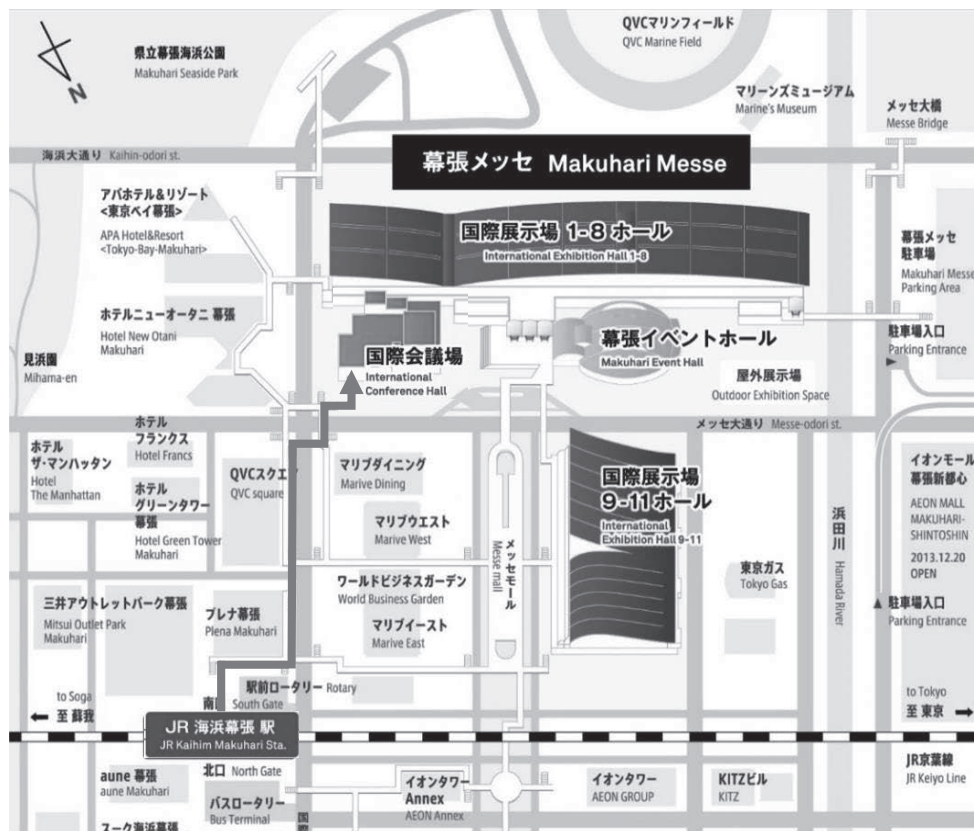 QVCマリンフィールド
QVC Marine Field
県立幕張海浜公園
Makuhari Seaside Park
N
マリーンズミュージアム
Marine's Museum
メッセ大橋
Messe Bridge
海浜大通り Kaihin-odori st.
幕張メッセ Makuhari Messe
アパホテル&リゾート
<東京ベイ幕張>
APA Hotel&Resort
<Tokyo-Bay-Makuhari>
国際展示場 1-8 ホール
International Exhibition Hall 1-8
幕張メッセ
駐車場
Makuhari Messe
Parking Area
ホテルニューオータニ 幕張
Hotel New Otani
Makuhari
国際会議場
International
Conference Hall
幕張イベントホール
Makuhari Event Hall
駐車場入口
Parking Entrance
見浜園
Mihama-en
屋外展示場
Outdoor Exhibition Space
メッセ大通り Messe-odori st.
ホテル
フランクス
Hotel Francs
ホテル
ザ・マンハッタン
Hotel
The Manhattan
QVCスクエ
QVC square
マリブダイニング
Marive Dining
国際展示場
9-11 ホール
International
Exhibition Hall 9-11
イオンモール
幕張新都心
AEON MALL
MAKUHARI-
SHINTOSHIN
2013.12.20
OPEN
ホテル
グリーンタワー
幕張
Hotel Green Tower
Makuhari
マリブウエスト
Marive West
メッセモール
Messe mall
浜田川
Hamada River
ワールドビジネスガーデン
World Business Garden
東京ガス
Tokyo Gas
三井アウトレットパーク幕張
Mitsui Outlet Park
Makuhari
プレナ幕張
Plena Makuhari
マリブイースト
Marive East
駐車場入口
Parking Entrance
駅前ロータリー Rotary
to Soga
至 蘇我
南口 South Gate
to Tokyo
至 東京
JR 海浜幕張 駅
JR Kaihim Makuhari Sta.
JR京葉線
JR Keiyo Line
aune 幕張
aune Makuhari
北口 North Gate
バスロータリー
Bus Terminal
イオンタワー
Annex
AEON Annex
イオンタワー
AEON GROUP
KITZビル
KITZ
スーク海浜幕張
国際